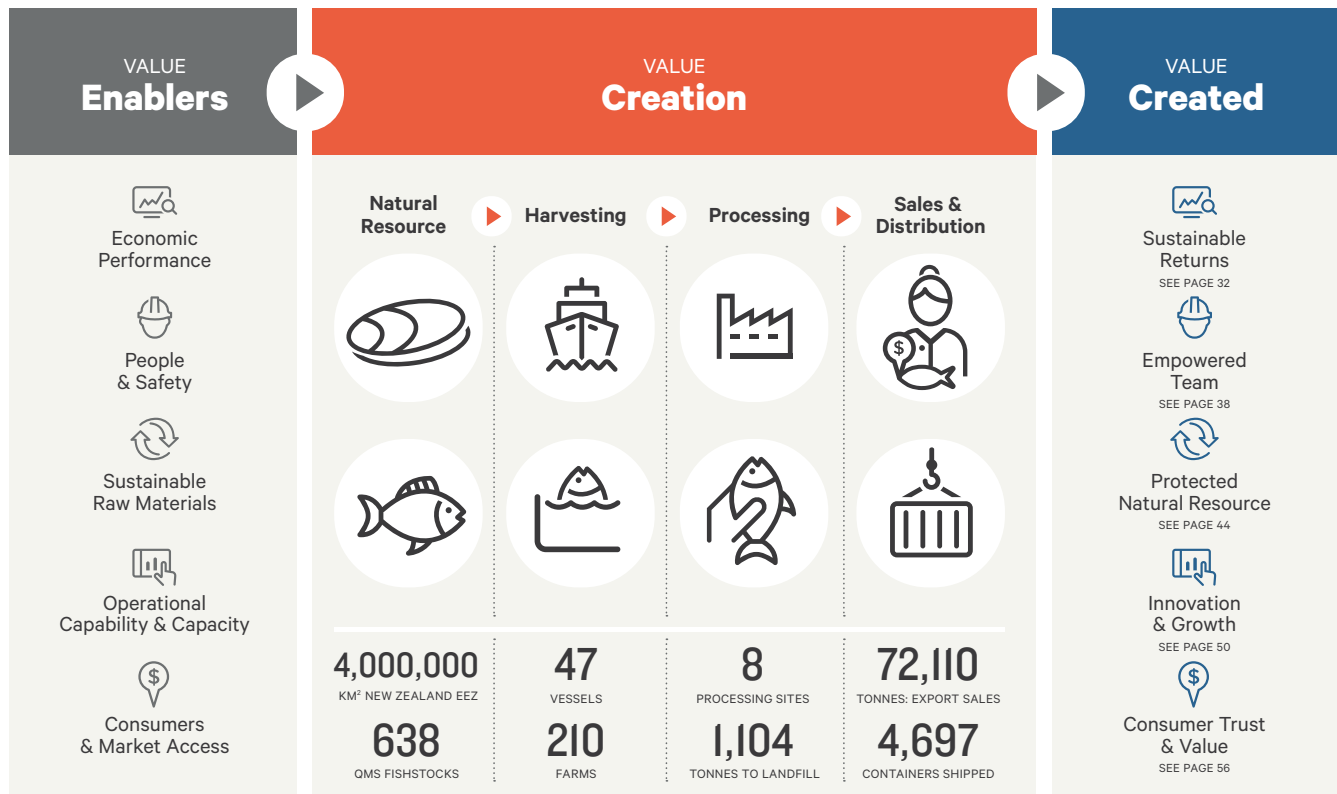 VALUE
Enablers
VALUE
Creation
VALUE
Created
Economic
Performance
People
& Safety
Sustainable
Raw Materials
Operational
Capability & Capacity
Consumers
& Market Access
Natural
Resource
Harvesting
Processing
Sales &
Distribution
$
4,000,000
KM² NEW ZEALAND EEZ
638
QMS FISHSTOCKS
47
VESSELS
210
FARMS
8
PROCESSING SITES
1,104
TONNES TO LANDFILL
72,110
TONNES: EXPORT SALES
4,697
CONTAINERS SHIPPED
Sustainable
Returns
SEE PAGE 32
Empowered
Team
SEE PAGE 38
Protected
Natural Resource
SEE PAGE 44
Innovation
& Growth
SEE PAGE 50
$
Consumer Trust
& Value
SEE PAGE 56
$